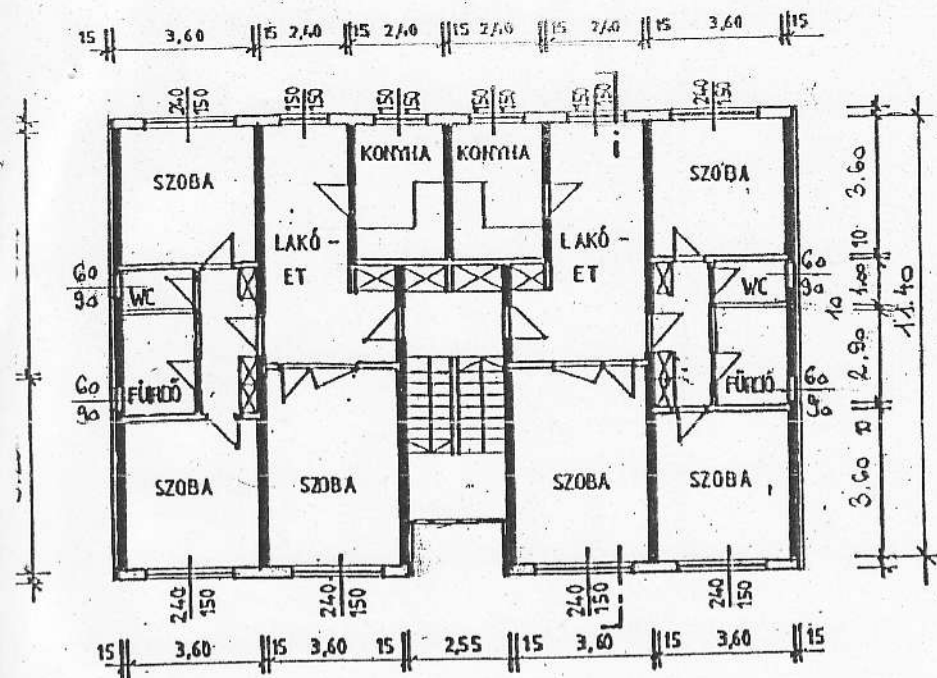 15 3,60 15 2,40 15 2,40 15 2,40 15 2,40 15 3,60 15
240 150 150 150 150 240
150 150 150 150 150 150
KONYHA KONYHA
SZOBA SZOBA
LAKÓ - LAKÓ -
ET ET
60 WC WC 60
90 90
60 FÜRDŐ FÜRDŐ 60
90 90
SZOBA SZOBA SZOBA SZOBA
240 240 240 240
150 150 150 150
15 3,60 15 3,60 15 2,55 15 3,60 15 3,60 15
3.60 10 1.00 10 2.90 10 3.60
11.40